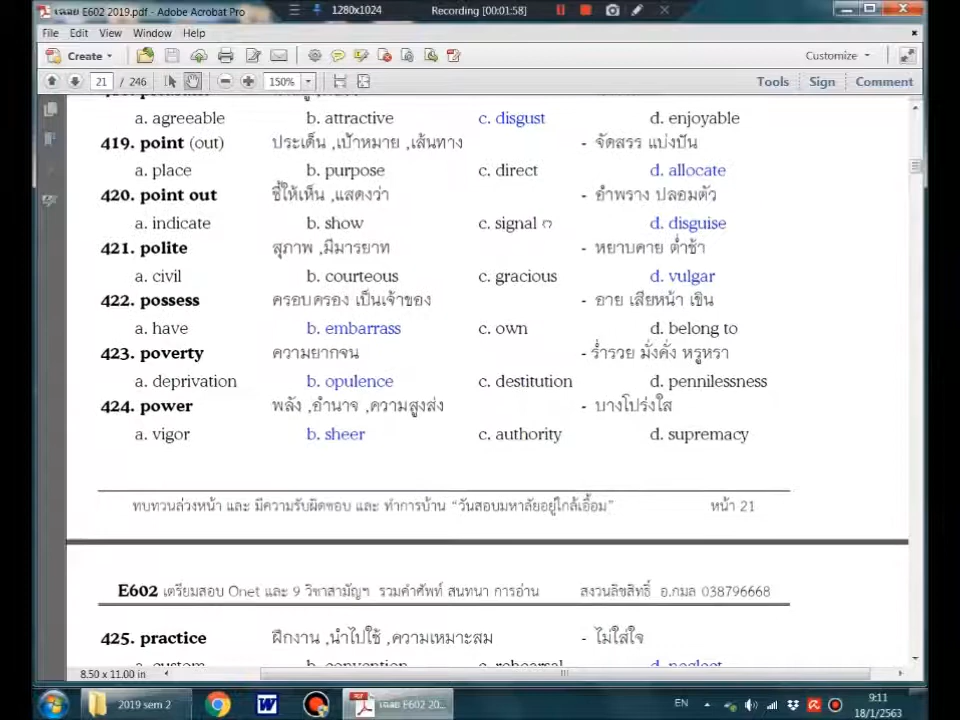 เฉลย E602 2019.pdf - Adobe Acrobat Pro
1280x1024
Recording [00:01:58]
File Edit View Window Help
Create
Customize
21 / 246
150%
Tools Sign Comment
a. agreeable b. attractive c. disgust d. enjoyable
419. point (out) ประเด็น ,เป้าหมาย ,เส้นทาง - จัดสรร แบ่งปัน
a. place b. purpose c. direct d. allocate
420. point out ชี้ให้เห็น ,แสดงว่า - อำพราง ปลอมตัว
a. indicate b. show c. signal d. disguise
421. polite สุภาพ ,มีมารยาท - หยาบคาย ต่ำช้า
a. civil b. courteous c. gracious d. vulgar
422. possess ครอบครอง เป็นเจ้าของ - อาย เสียหน้า เขิน
a. have b. embarrass c. own d. belong to
423. poverty ความยากจน - ร่ำรวย มั่งคั่ง หรูหรา
a. deprivation b. opulence c. destitution d. pennilessness
424. power พลัง ,อำนาจ ,ความสูงส่ง - บางโปร่งใส
a. vigor b. sheer c. authority d. supremacy
ทบทวนล่วงหน้า และ มีความรับผิดชอบ และ ทำการบ้าน “วันสอบมหาลัยอยู่ใกล้เอื้อม” หน้า 21
E602 เตรียมสอบ Onet และ 9 วิชาสามัญฯ รวมคำศัพท์ สนทนา การอ่าน สงวนลิขสิทธิ์ อ.กมล 038796668
425. practice ฝึกงาน ,นำไปใช้ ,ความเหมาะสม - ไม่ใส่ใจ
a. custom b. convention c. rehearsal d. neglect
8.50 x 11.00 in
2019 sem 2
เฉลย E602 20...
EN
9:11
18/1/2563